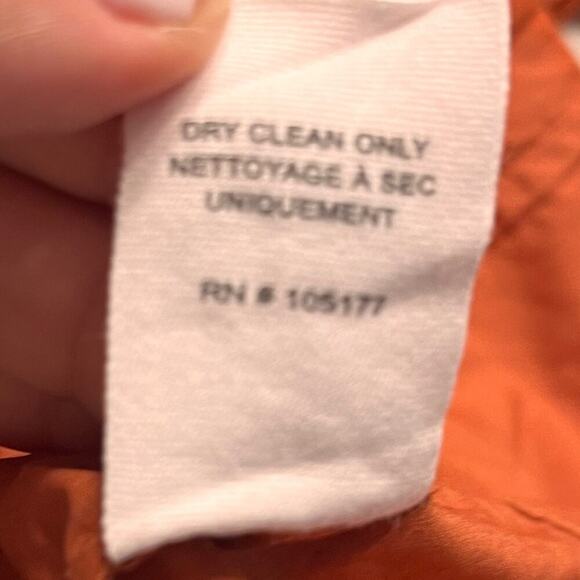 DRY CLEAN ONLY
NETTOYAGE À SEC
UNIQUEMENT
RN # 105177